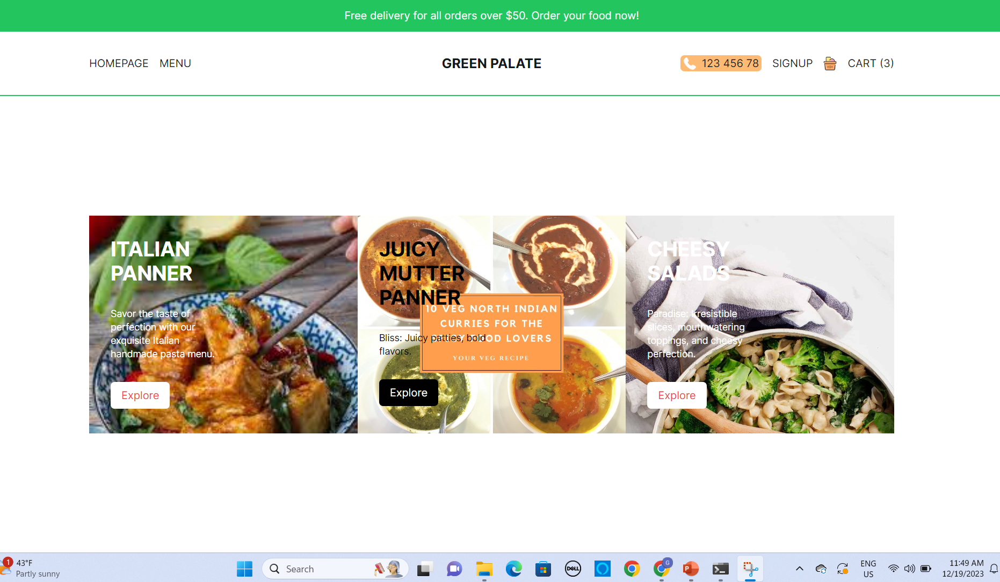 Free delivery for all orders over $50. Order your food now!
HOMEPAGE MENU
GREEN PALATE
123 456 78 SIGNUP CART (3)
ITALIAN
PANNER
Savor the taste of
perfection with our
exquisite Italian
handmade pasta menu.
Explore
JUICY
MUTTER
PANNER
Bliss: Juicy patties, bold
flavors.
Explore
10 VEG NORTH INDIAN
CURRIES FOR THE
LOVERS
YOUR VEG RECIPE
CHEESY
SALADS
Paradise: Irresistible
slices, mouthwatering
toppings, and cheesy
perfection.
Explore
1
43°F
Partly sunny
Search
DELL
G
P
ENG
US
11:49 AM
12/19/2023